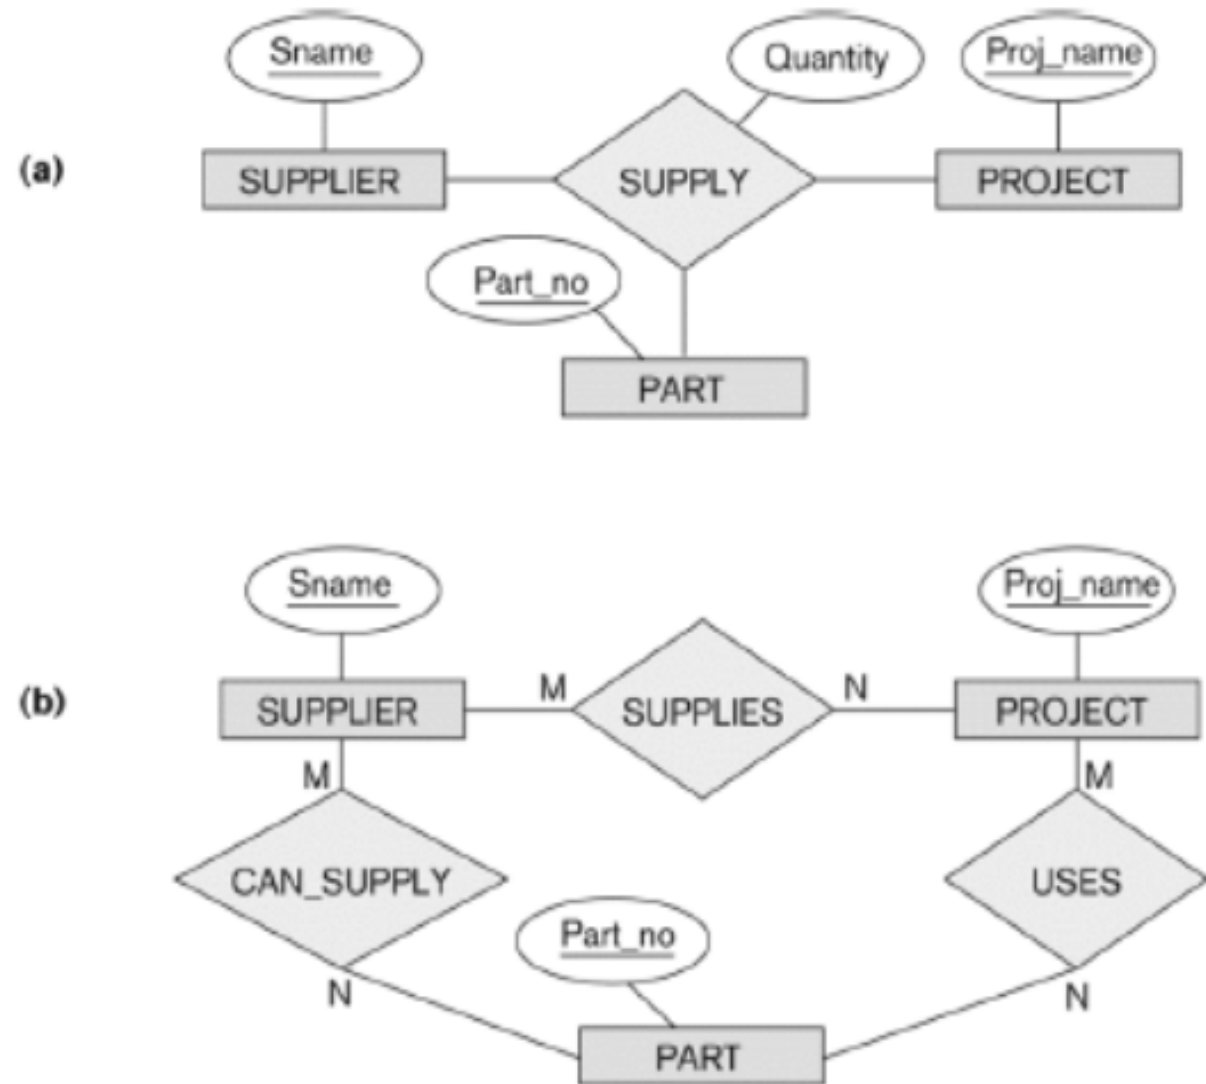 Sname
Quantity
Proj_name
(a)
SUPPLIER
SUPPLY
PROJECT
Part_no
PART
Sname
Proj_name
(b)
SUPPLIER
M
SUPPLIES
N
PROJECT
M
M
CAN_SUPPLY
USES
Part_no
N
N
PART